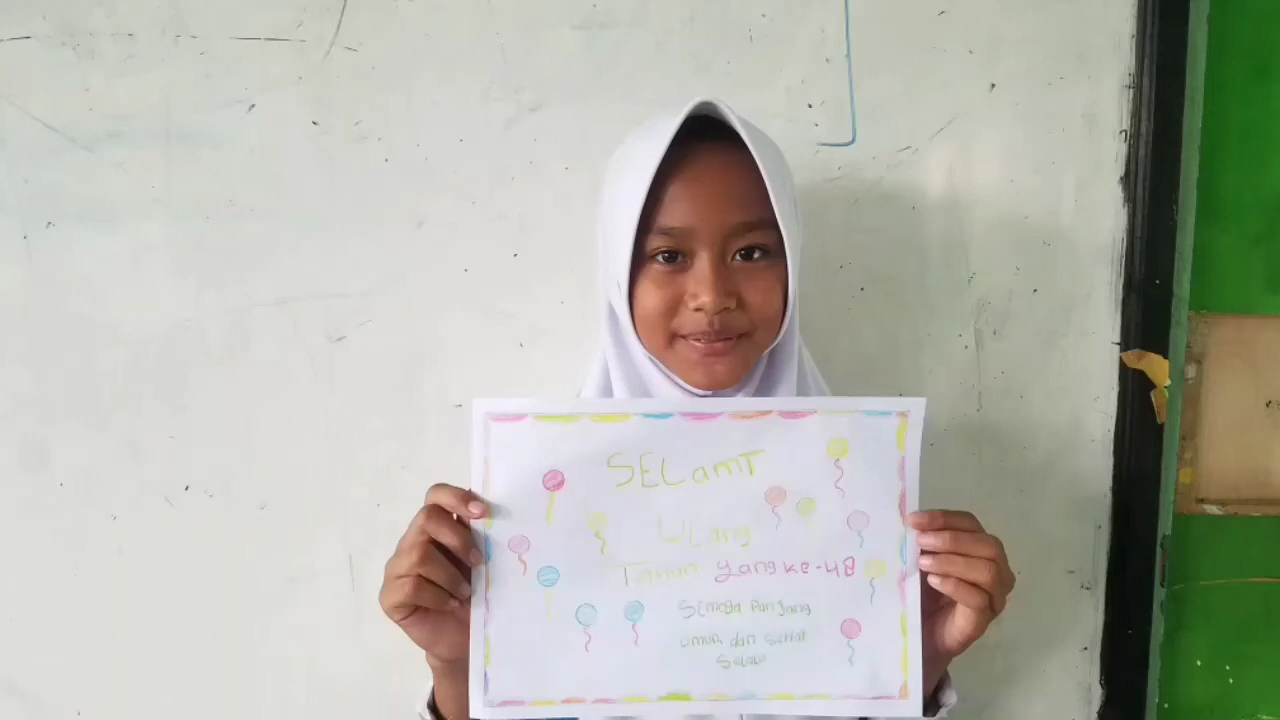 SELamT
ULang
Tahun yang ke-48
Semoga Panjang
umur dan sehat
Selalu